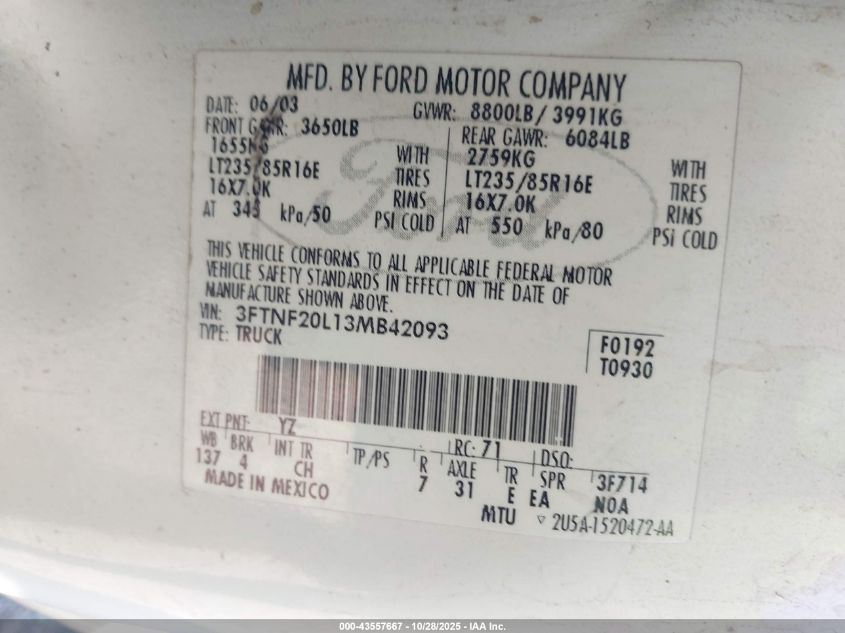 MFD. BY FORD MOTOR COMPANY
DATE: 06/03 GVWR: 8800LB/ 3991KG
FRONT GAWR: 3650LB REAR GAWR: 6084LB
1655KG WITH 2759KG WITH
LT235/85R16E TIRES LT235/85R16E TIRES
16X7.0K RIMS 16X7.0K RIMS
AT 345 kPa/50 PSI COLD AT 550 kPa/80 PSi COLD
Ford
THIS VEHICLE CONFORMS TO ALL APPLICABLE FEDERAL MOTOR
VEHICLE SAFETY STANDARDS IN EFFECT ON THE DATE OF
MANUFACTURE SHOWN ABOVE.
VIN: 3FTNF20L13MB42093
TYPE: TRUCK
F0192
T0930
EXT PNT: YZ RC: 71 DSO:
WB BRK INT TR TP/PS R AXLE TR SPR 3F714
137 4 CH 7 31 E EA NOA
MADE IN MEXICO MTU ▽ 2U5A-1520472-AA
000-43557667 | 10/28/2025 - IAA Inc.